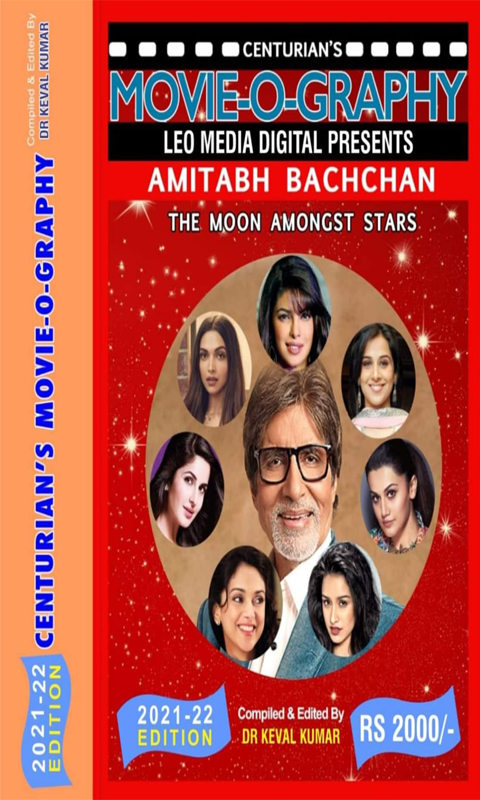 Compiled & Edited By
DR KEVAL KUMAR
CENTURIAN'S MOVIE-O-GRAPHY
2021-22
EDITION
CENTURIAN'S
MOVIE-O-GRAPHY
LEO MEDIA DIGITAL PRESENTS
AMITABH BACHCHAN
THE MOON AMONGST STARS
2021-22
EDITION
Compiled & Edited By
DR KEVAL KUMAR
RS 2000/-